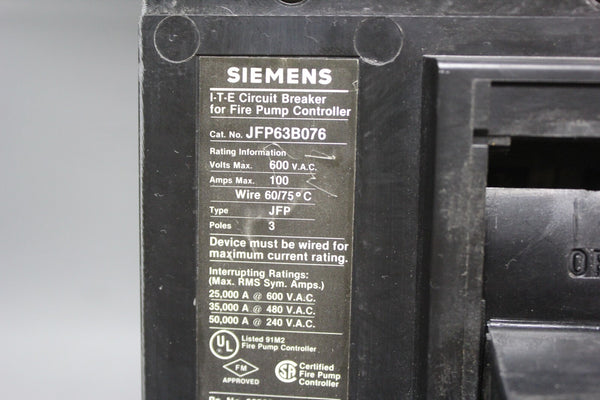 SIEMENS
I-T-E Circuit Breaker
for Fire Pump Controller
Cat. No. JFP63B076
Rating Information
Volts Max. 600 V.A.C.
Amps Max. 100
Wire 60/75°C
Type JFP
Poles 3
Device must be wired for
maximum current rating.
Interrupting Ratings:
(Max. RMS Sym. Amps.)
25,000 A @ 600 V.A.C.
35,000 A @ 480 V.A.C.
50,000 A @ 240 V.A.C.
UL Listed 91M2
Fire Pump Controller
FM
APPROVED
SA Certified
Fire Pump
Controller